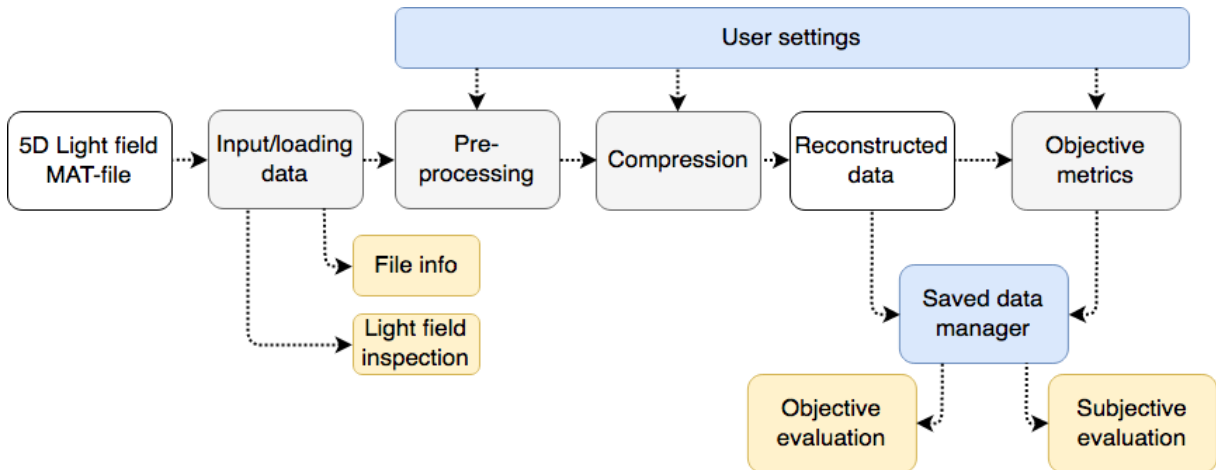 User settings
5D Light field
MAT-file
Input/loading
data
Pre-
processing
Compression
Reconstructed
data
Objective
metrics
File info
Light field
inspection
Saved data
manager
Objective
evaluation
Subjective
evaluation